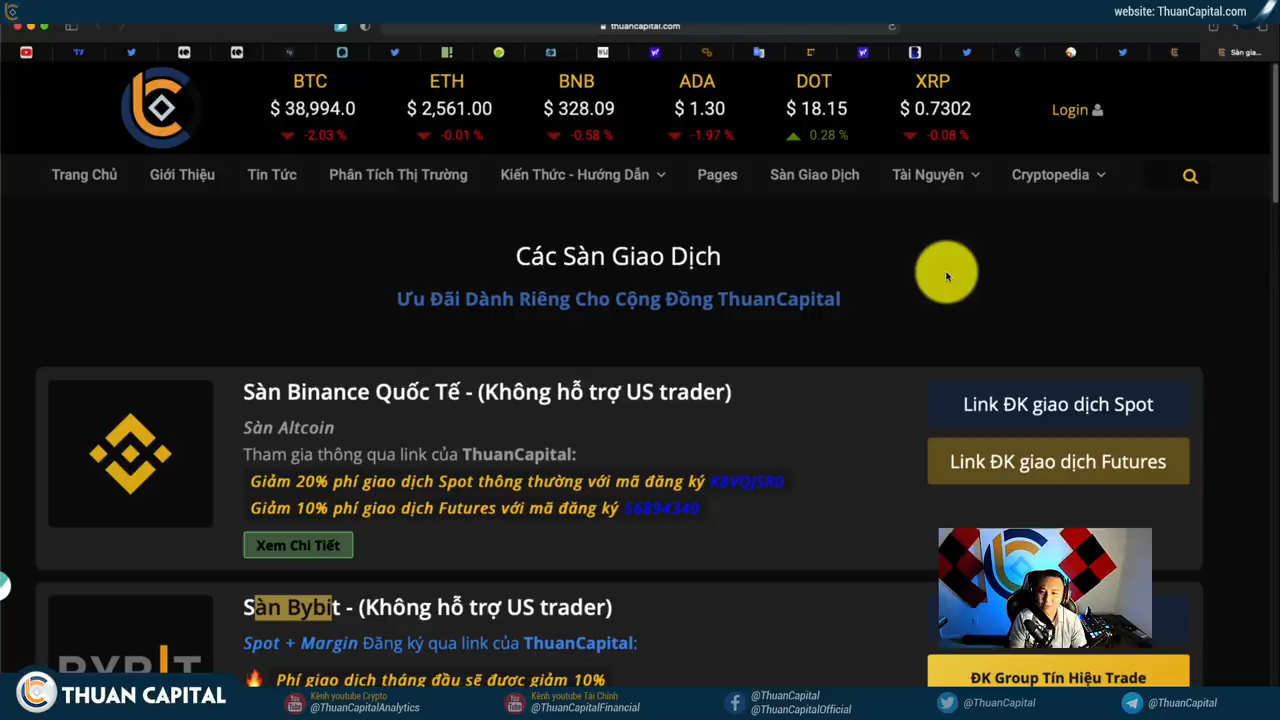 website: ThuanCapital.com
thuancapital.com
Sàn gia...
BTC
$ 38,994.0
-2.03 %
ETH
$ 2,561.00
-0.01 %
BNB
$ 328.09
-0.58 %
ADA
$ 1.30
-1.97 %
DOT
$ 18.15
0.28 %
XRP
$ 0.7302
-0.08 %
Login
Trang Chủ
Giới Thiệu
Tin Tức
Phân Tích Thị Trường
Kiến Thức - Hướng Dẫn
Pages
Sàn Giao Dịch
Tài Nguyên
Cryptopedia
Các Sàn Giao Dịch
Ưu Đãi Dành Riêng Cho Cộng Đồng ThuanCapital
Sàn Binance Quốc Tế - (Không hỗ trợ US trader)
Sàn Altcoin
Tham gia thông qua link của ThuanCapital:
Giảm 20% phí giao dịch Spot thông thường với mã đăng ký K8VQJSR0
Giảm 10% phí giao dịch Futures với mã đăng ký S6894340
Xem Chi Tiết
Link ĐK giao dịch Spot
Link ĐK giao dịch Futures
Sàn Bybit - (Không hỗ trợ US trader)
Spot + Margin Đăng ký qua link của ThuanCapital:
Phí giao dịch tháng đầu sẽ được giảm 10%
BYBIT
ĐK Group Tín Hiệu Trade
THUAN CAPITAL
Kênh youtube Crypto
@ThuanCapitalAnalytics
Kênh youtube Tài Chính
@ThuanCapitalFinancial
@ThuanCapital
@ThuanCapitalOfficial
@ThuanCapital
@ThuanCapital